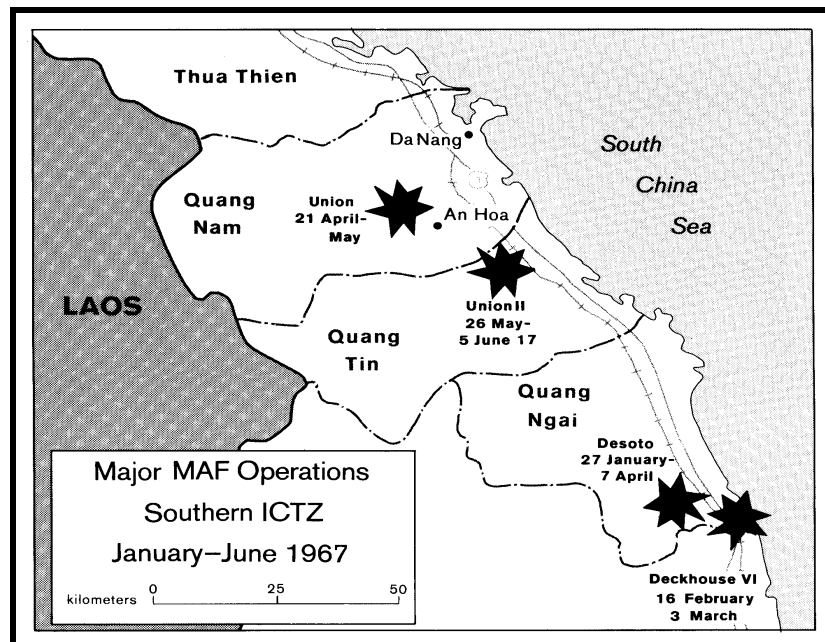 Thua Thien
Da Nang
South
China
Sea
Quang
Nam
Union
21 April-
May
An Hoa
LAOS
Union II
26 May-
5 June 17
Quang
Tin
Quang
Ngai
Desoto
27 January-
7 April
Major MAF Operations
Southern ICTZ
January–June 1967
kilometers 0 25 50
Deckhouse VI
16 February
3 March